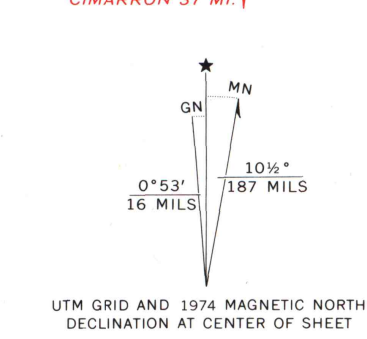 CIMARRON 37 MI.
MN
GN
10½°
187 MILS
0°53′
16 MILS
UTM GRID AND 1974 MAGNETIC NORTH
DECLINATION AT CENTER OF SHEET